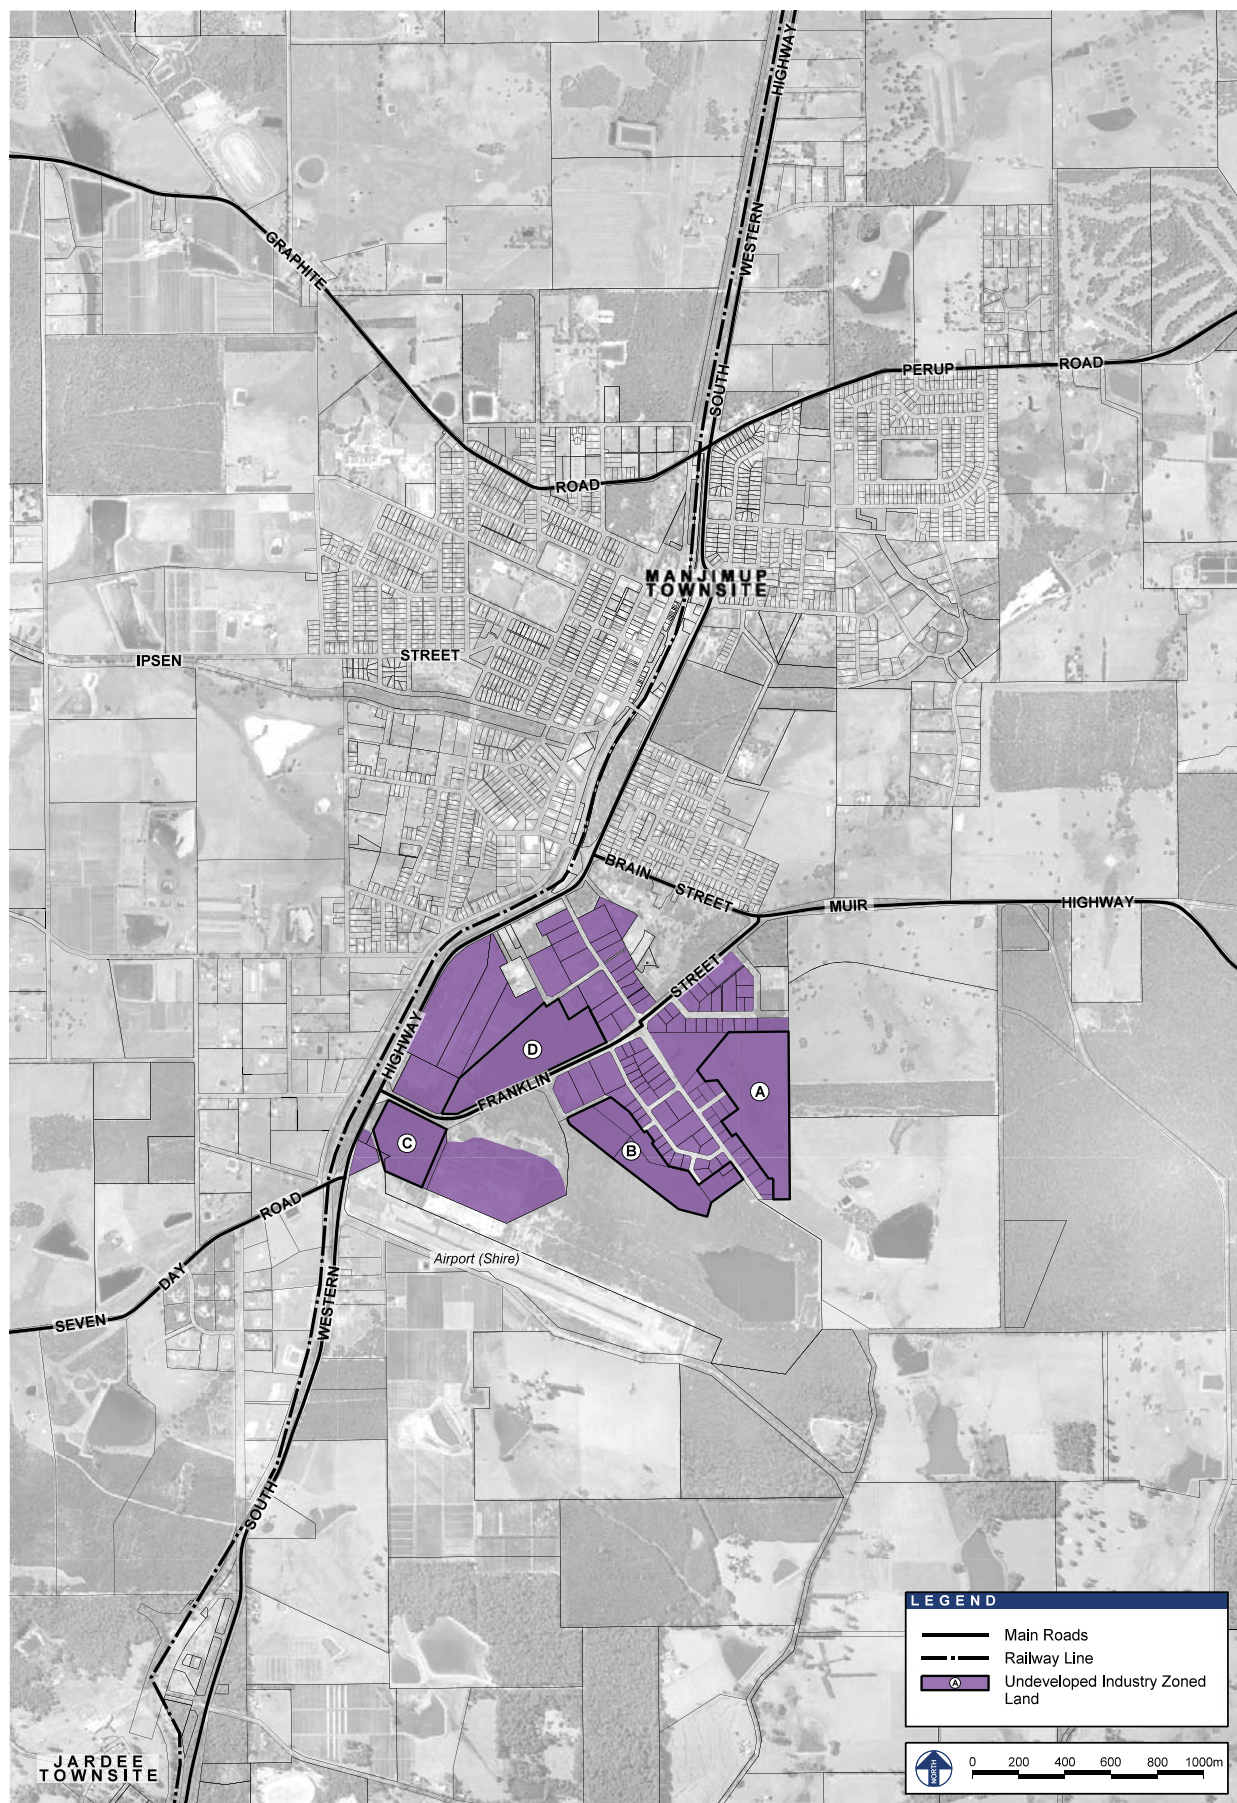 HIGHWAY
WESTERN
SOUTH
GRAPHITE
ROAD
PERUP
ROAD
MANJIMUP
TOWNSITE
IPSEN
STREET
BRAIN
STREET
MUIR
HIGHWAY
STREET
FRANKLIN
HIGHWAY
D
A
B
C
ROAD
DAY
SEVEN
Airport (Shire)
WESTERN
SOUTH
JARDEE
TOWNSITE
LEGEND
Main Roads
Railway Line
A
Undeveloped Industry Zoned
Land
NORTH
0 200 400 600 800 1000m